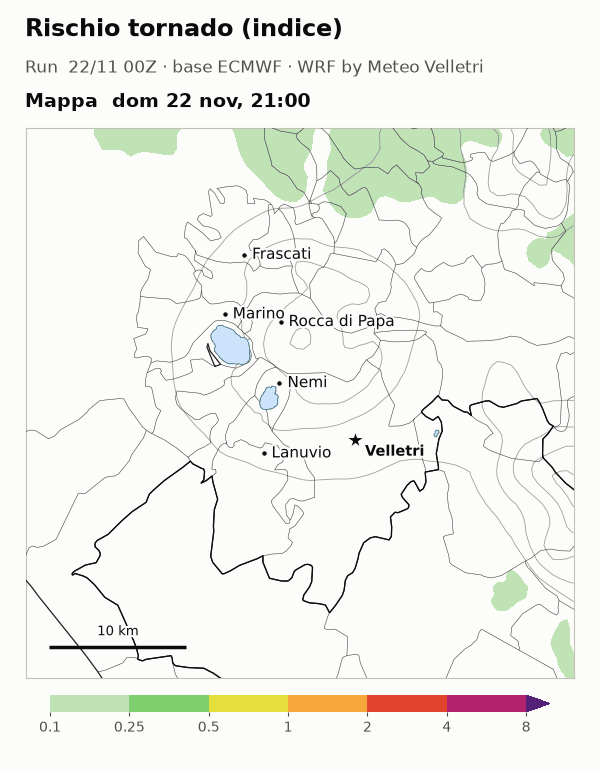 Rischio tornado (indice)
Run  22/11 00Z · base ECMWF · WRF by Meteo Velletri
Mappa  dom 22 nov, 21:00
Frascati
Marino
Rocca di Papa
Nemi
Velletri
Lanuvio
10 km
0.1 0.25 0.5 1 2 4 8